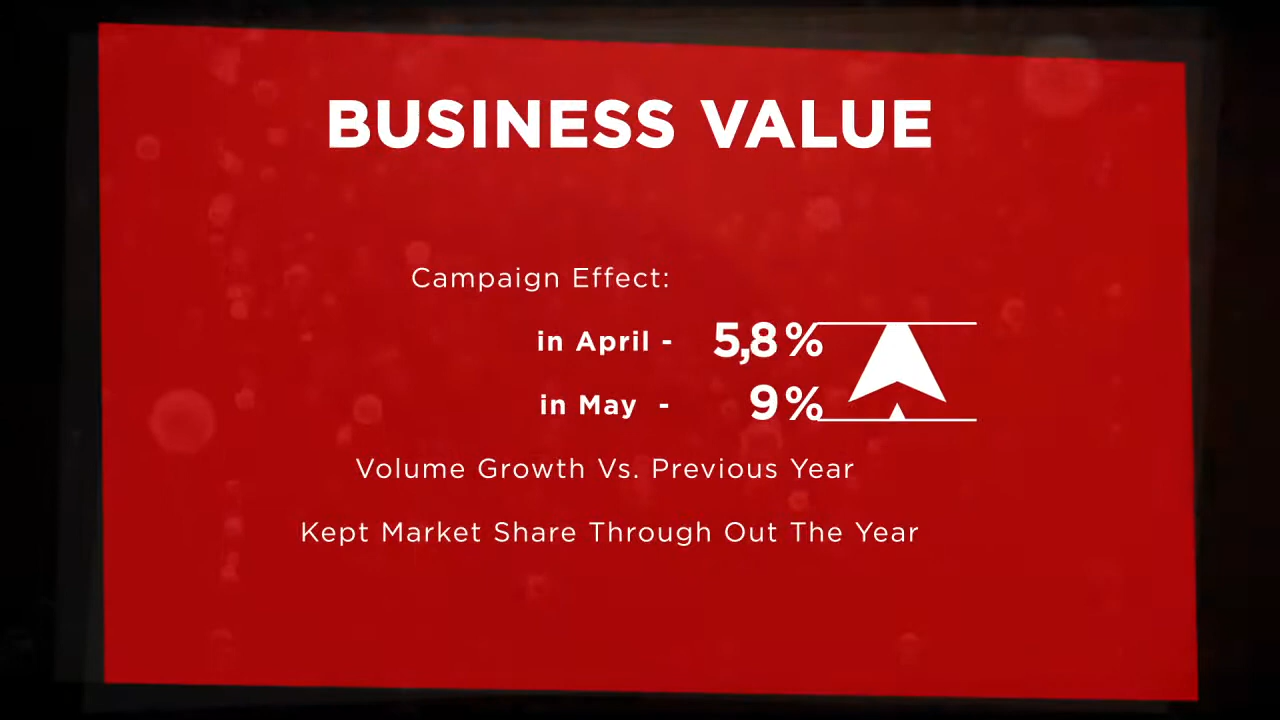 BUSINESS VALUE
Campaign Effect:
in April - 5,8%
in May - 9%
Volume Growth Vs. Previous Year
Kept Market Share Through Out The Year